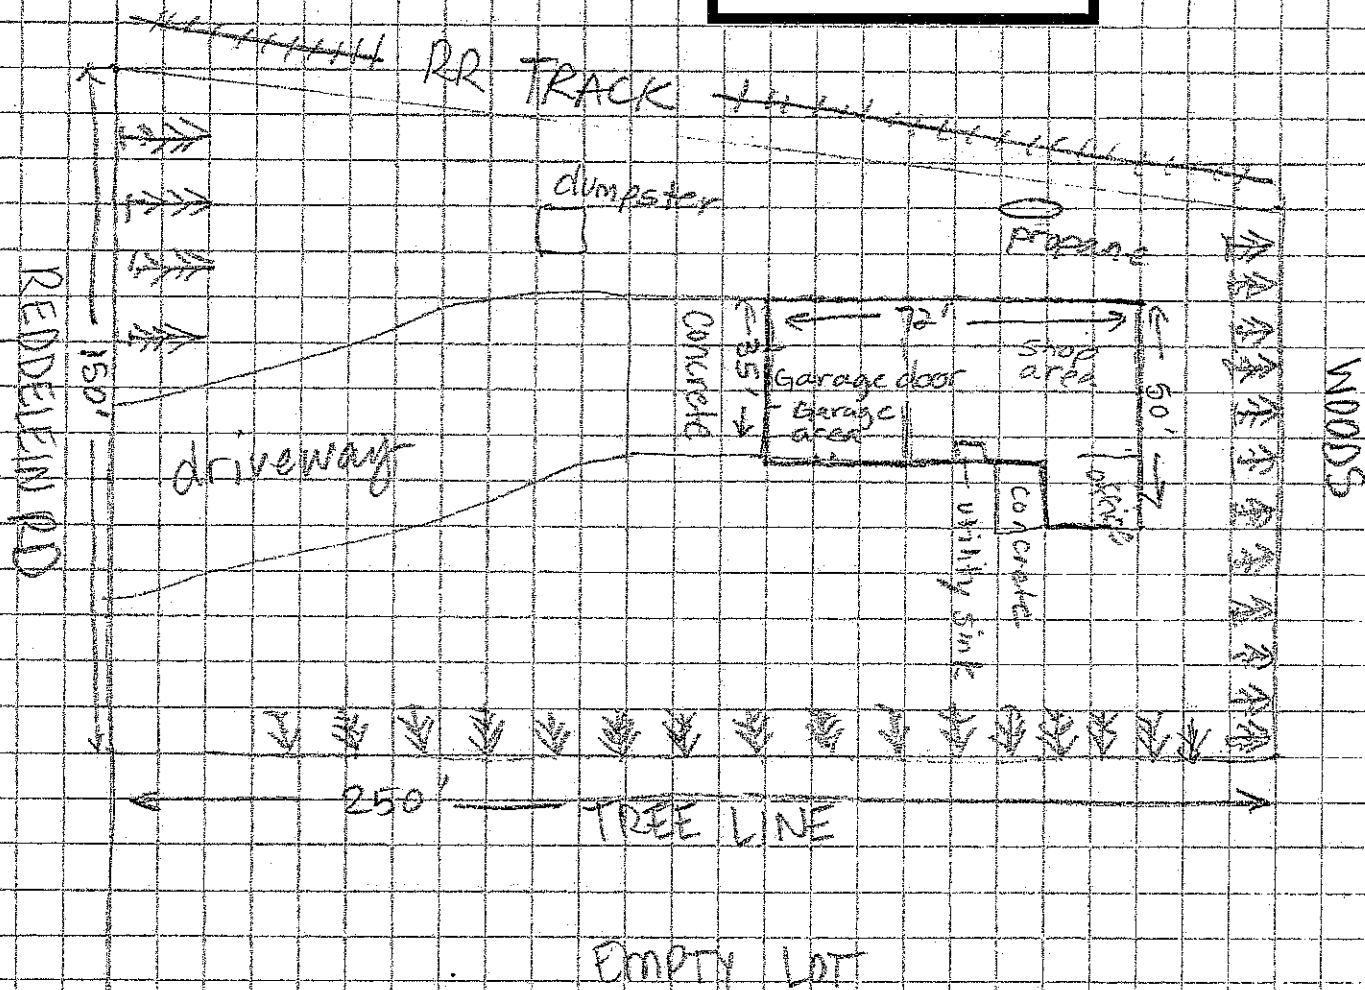 RR TRACK
dumpster
propane
REDDELEIN RD
150'
driveway
Concrete
35'
72'
Garage door
Garage
area
shop
area
50'
office
concrete
utility sink
WOODS
250'
TREE LINE
EMPTY LOT